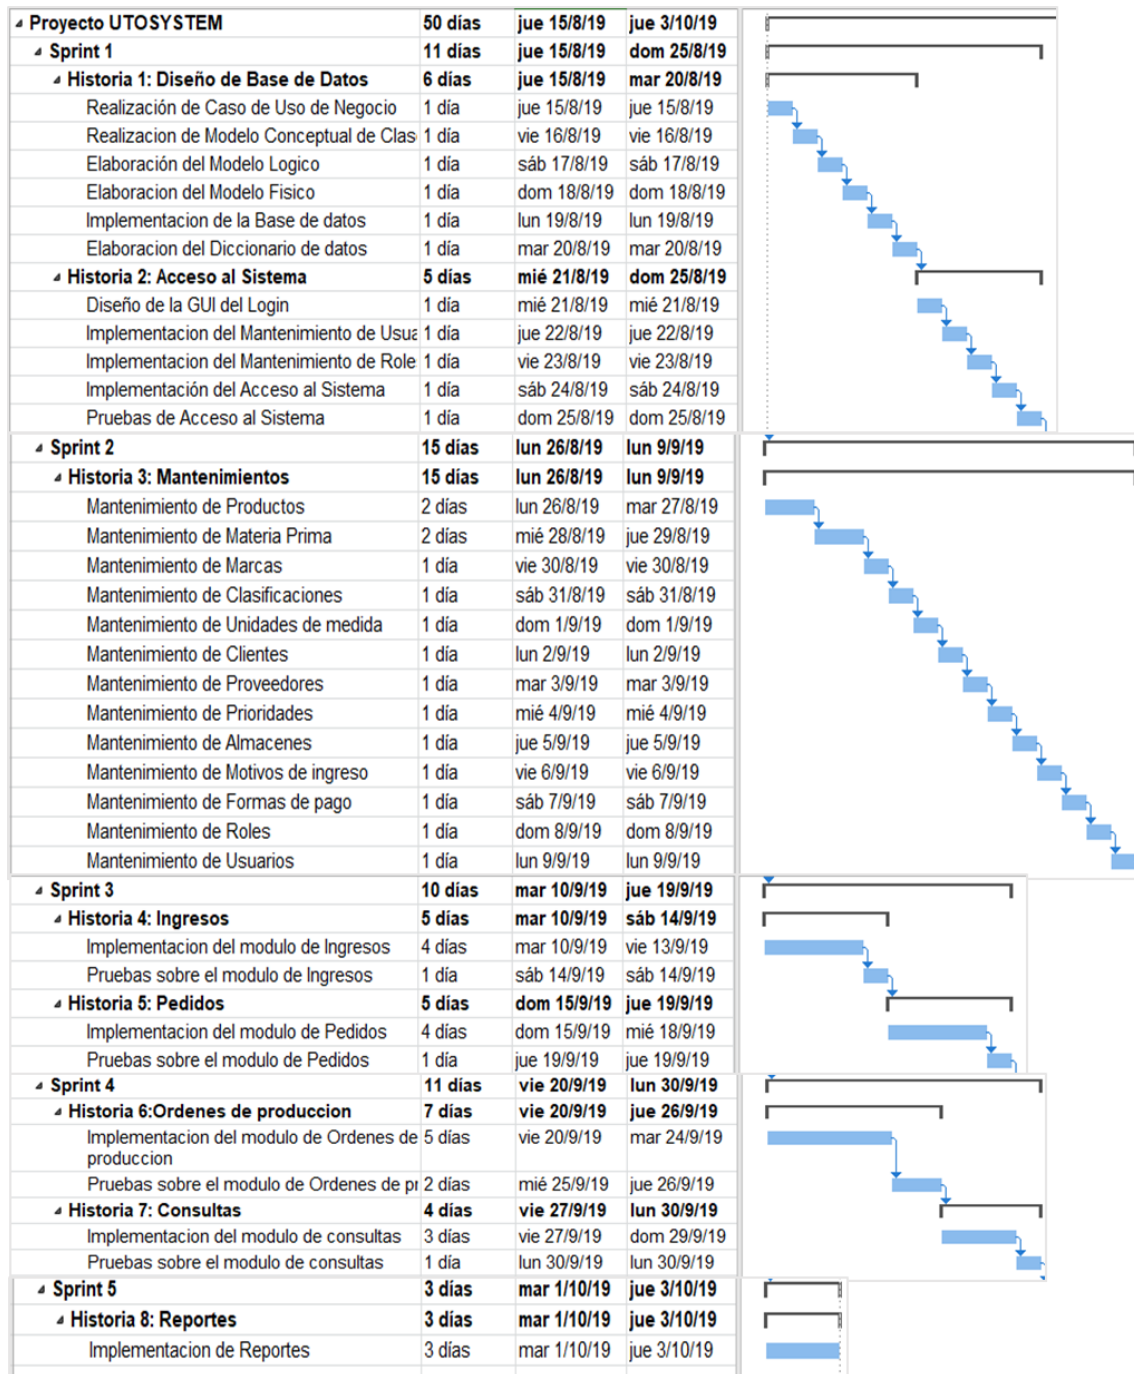 Proyecto UTOSYSTEM 50 días jue 15/8/19 jue 3/10/19
Sprint 1 11 días jue 15/8/19 dom 25/8/19
Historia 1: Diseño de Base de Datos 6 días jue 15/8/19 mar 20/8/19
Realización de Caso de Uso de Negocio 1 día jue 15/8/19 jue 15/8/19
Realizacion de Modelo Conceptual de Clas 1 día vie 16/8/19 vie 16/8/19
Elaboración del Modelo Logico 1 día sáb 17/8/19 sáb 17/8/19
Elaboracion del Modelo Fisico 1 día dom 18/8/19 dom 18/8/19
Implementacion de la Base de datos 1 día lun 19/8/19 lun 19/8/19
Elaboracion del Diccionario de datos 1 día mar 20/8/19 mar 20/8/19
Historia 2: Acceso al Sistema 5 días mié 21/8/19 dom 25/8/19
Diseño de la GUI del Login 1 día mié 21/8/19 mié 21/8/19
Implementacion del Mantenimiento de Usua 1 día jue 22/8/19 jue 22/8/19
Implementacion del Mantenimiento de Role 1 día vie 23/8/19 vie 23/8/19
Implementación del Acceso al Sistema 1 día sáb 24/8/19 sáb 24/8/19
Pruebas de Acceso al Sistema 1 día dom 25/8/19 dom 25/8/19
Sprint 2 15 días lun 26/8/19 lun 9/9/19
Historia 3: Mantenimientos 15 días lun 26/8/19 lun 9/9/19
Mantenimiento de Productos 2 días lun 26/8/19 mar 27/8/19
Mantenimiento de Materia Prima 2 días mié 28/8/19 jue 29/8/19
Mantenimiento de Marcas 1 día vie 30/8/19 vie 30/8/19
Mantenimiento de Clasificaciones 1 día sáb 31/8/19 sáb 31/8/19
Mantenimiento de Unidades de medida 1 día dom 1/9/19 dom 1/9/19
Mantenimiento de Clientes 1 día lun 2/9/19 lun 2/9/19
Mantenimiento de Proveedores 1 día mar 3/9/19 mar 3/9/19
Mantenimiento de Prioridades 1 día mié 4/9/19 mié 4/9/19
Mantenimiento de Almacenes 1 día jue 5/9/19 jue 5/9/19
Mantenimiento de Motivos de ingreso 1 día vie 6/9/19 vie 6/9/19
Mantenimiento de Formas de pago 1 día sáb 7/9/19 sáb 7/9/19
Mantenimiento de Roles 1 día dom 8/9/19 dom 8/9/19
Mantenimiento de Usuarios 1 día lun 9/9/19 lun 9/9/19
Sprint 3 10 días mar 10/9/19 jue 19/9/19
Historia 4: Ingresos 5 días mar 10/9/19 sáb 14/9/19
Implementacion del modulo de Ingresos 4 días mar 10/9/19 vie 13/9/19
Pruebas sobre el modulo de Ingresos 1 día sáb 14/9/19 sáb 14/9/19
Historia 5: Pedidos 5 días dom 15/9/19 jue 19/9/19
Implementacion del modulo de Pedidos 4 días dom 15/9/19 mié 18/9/19
Pruebas sobre el modulo de Pedidos 1 día jue 19/9/19 jue 19/9/19
Sprint 4 11 días vie 20/9/19 lun 30/9/19
Historia 6:Ordenes de produccion 7 días vie 20/9/19 jue 26/9/19
Implementacion del modulo de Ordenes de 5 días vie 20/9/19 mar 24/9/19
produccion
Pruebas sobre el modulo de Ordenes de pr 2 días mié 25/9/19 jue 26/9/19
Historia 7: Consultas 4 días vie 27/9/19 lun 30/9/19
Implementacion del modulo de consultas 3 días vie 27/9/19 dom 29/9/19
Pruebas sobre el modulo de consultas 1 día lun 30/9/19 lun 30/9/19
Sprint 5 3 días mar 1/10/19 jue 3/10/19
Historia 8: Reportes 3 días mar 1/10/19 jue 3/10/19
Implementacion de Reportes 3 días mar 1/10/19 jue 3/10/19